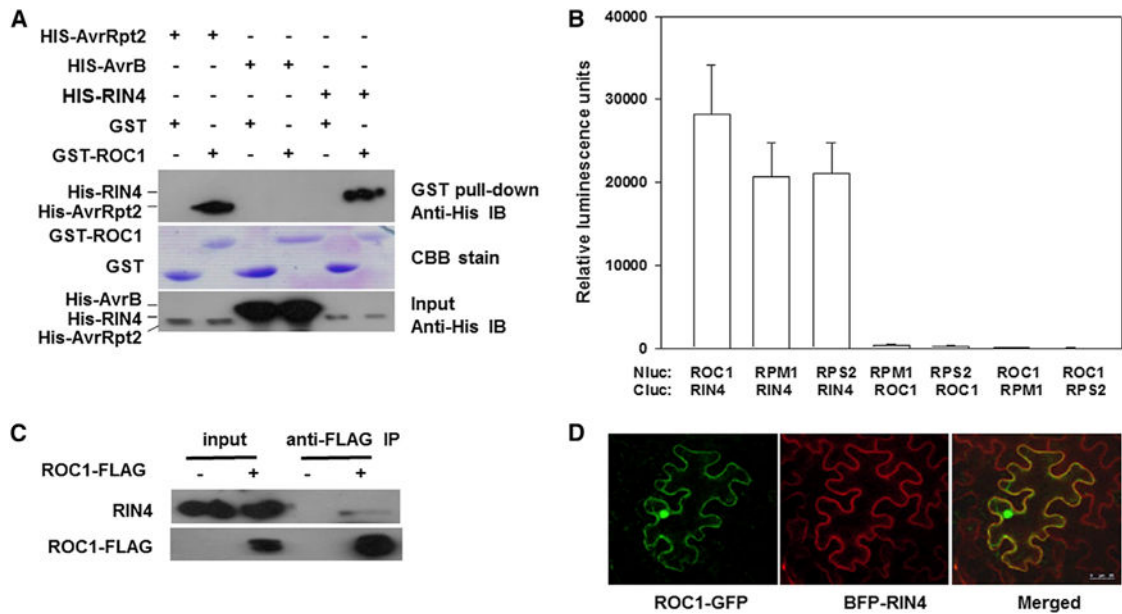 A
HIS-AvrRpt2 + + - - - -
HIS-AvrB - - + + - -
HIS-RIN4 - - - - + +
GST + - + - + -
GST-ROC1 - + - + - +
His-RIN4
His-AvrRpt2
GST pull-down
Anti-His IB
GST-ROC1
GST
CBB stain
His-AvrB
His-RIN4
His-AvrRpt2
Input
Anti-His IB
B
Relative luminescence units
40000
30000
20000
10000
0
Nluc: ROC1 RPM1 RPS2 RPM1 RPS2 ROC1 ROC1
Cluc: RIN4 RIN4 RIN4 ROC1 ROC1 RPM1 RPS2
C
input anti-FLAG IP
ROC1-FLAG - + - +
RIN4
ROC1-FLAG
D
ROC1-GFP BFP-RIN4 Merged